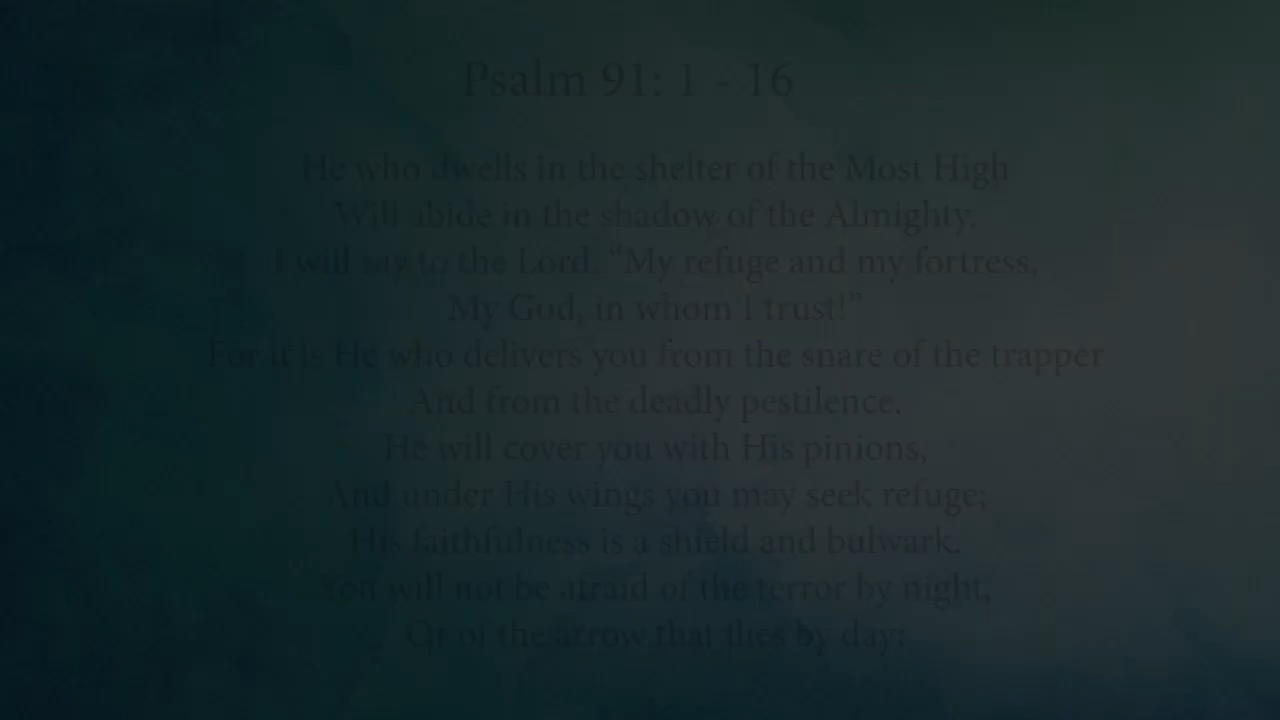 Psalm 91: 1 - 16
He who dwells in the shelter of the Most High
Will abide in the shadow of the Almighty.
I will say to the Lord, “My refuge and my fortress,
My God, in whom I trust!”
For it is He who delivers you from the snare of the trapper
And from the deadly pestilence.
He will cover you with His pinions,
And under His wings you may seek refuge;
His faithfulness is a shield and bulwark.
You will not be afraid of the terror by night,
Or of the arrow that flies by day;